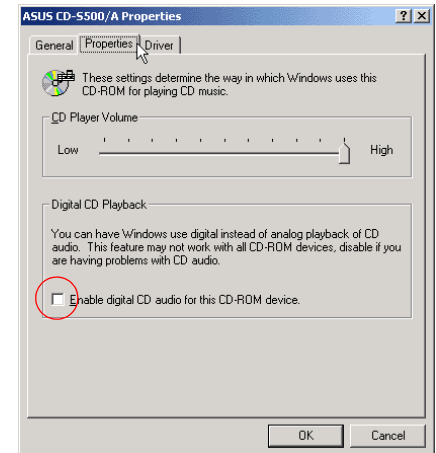 ASUS CD-S500/A Properties
General Properties Driver
These settings determine the way in which Windows uses this
CD-ROM for playing CD music.
CD Player Volume
Low High
Digital CD Playback
You can have Windows use digital instead of analog playback of CD
audio. This feature may not work with all CD-ROM devices, disable if you
are having problems with CD audio.
Enable digital CD audio for this CD-ROM device.
OK Cancel